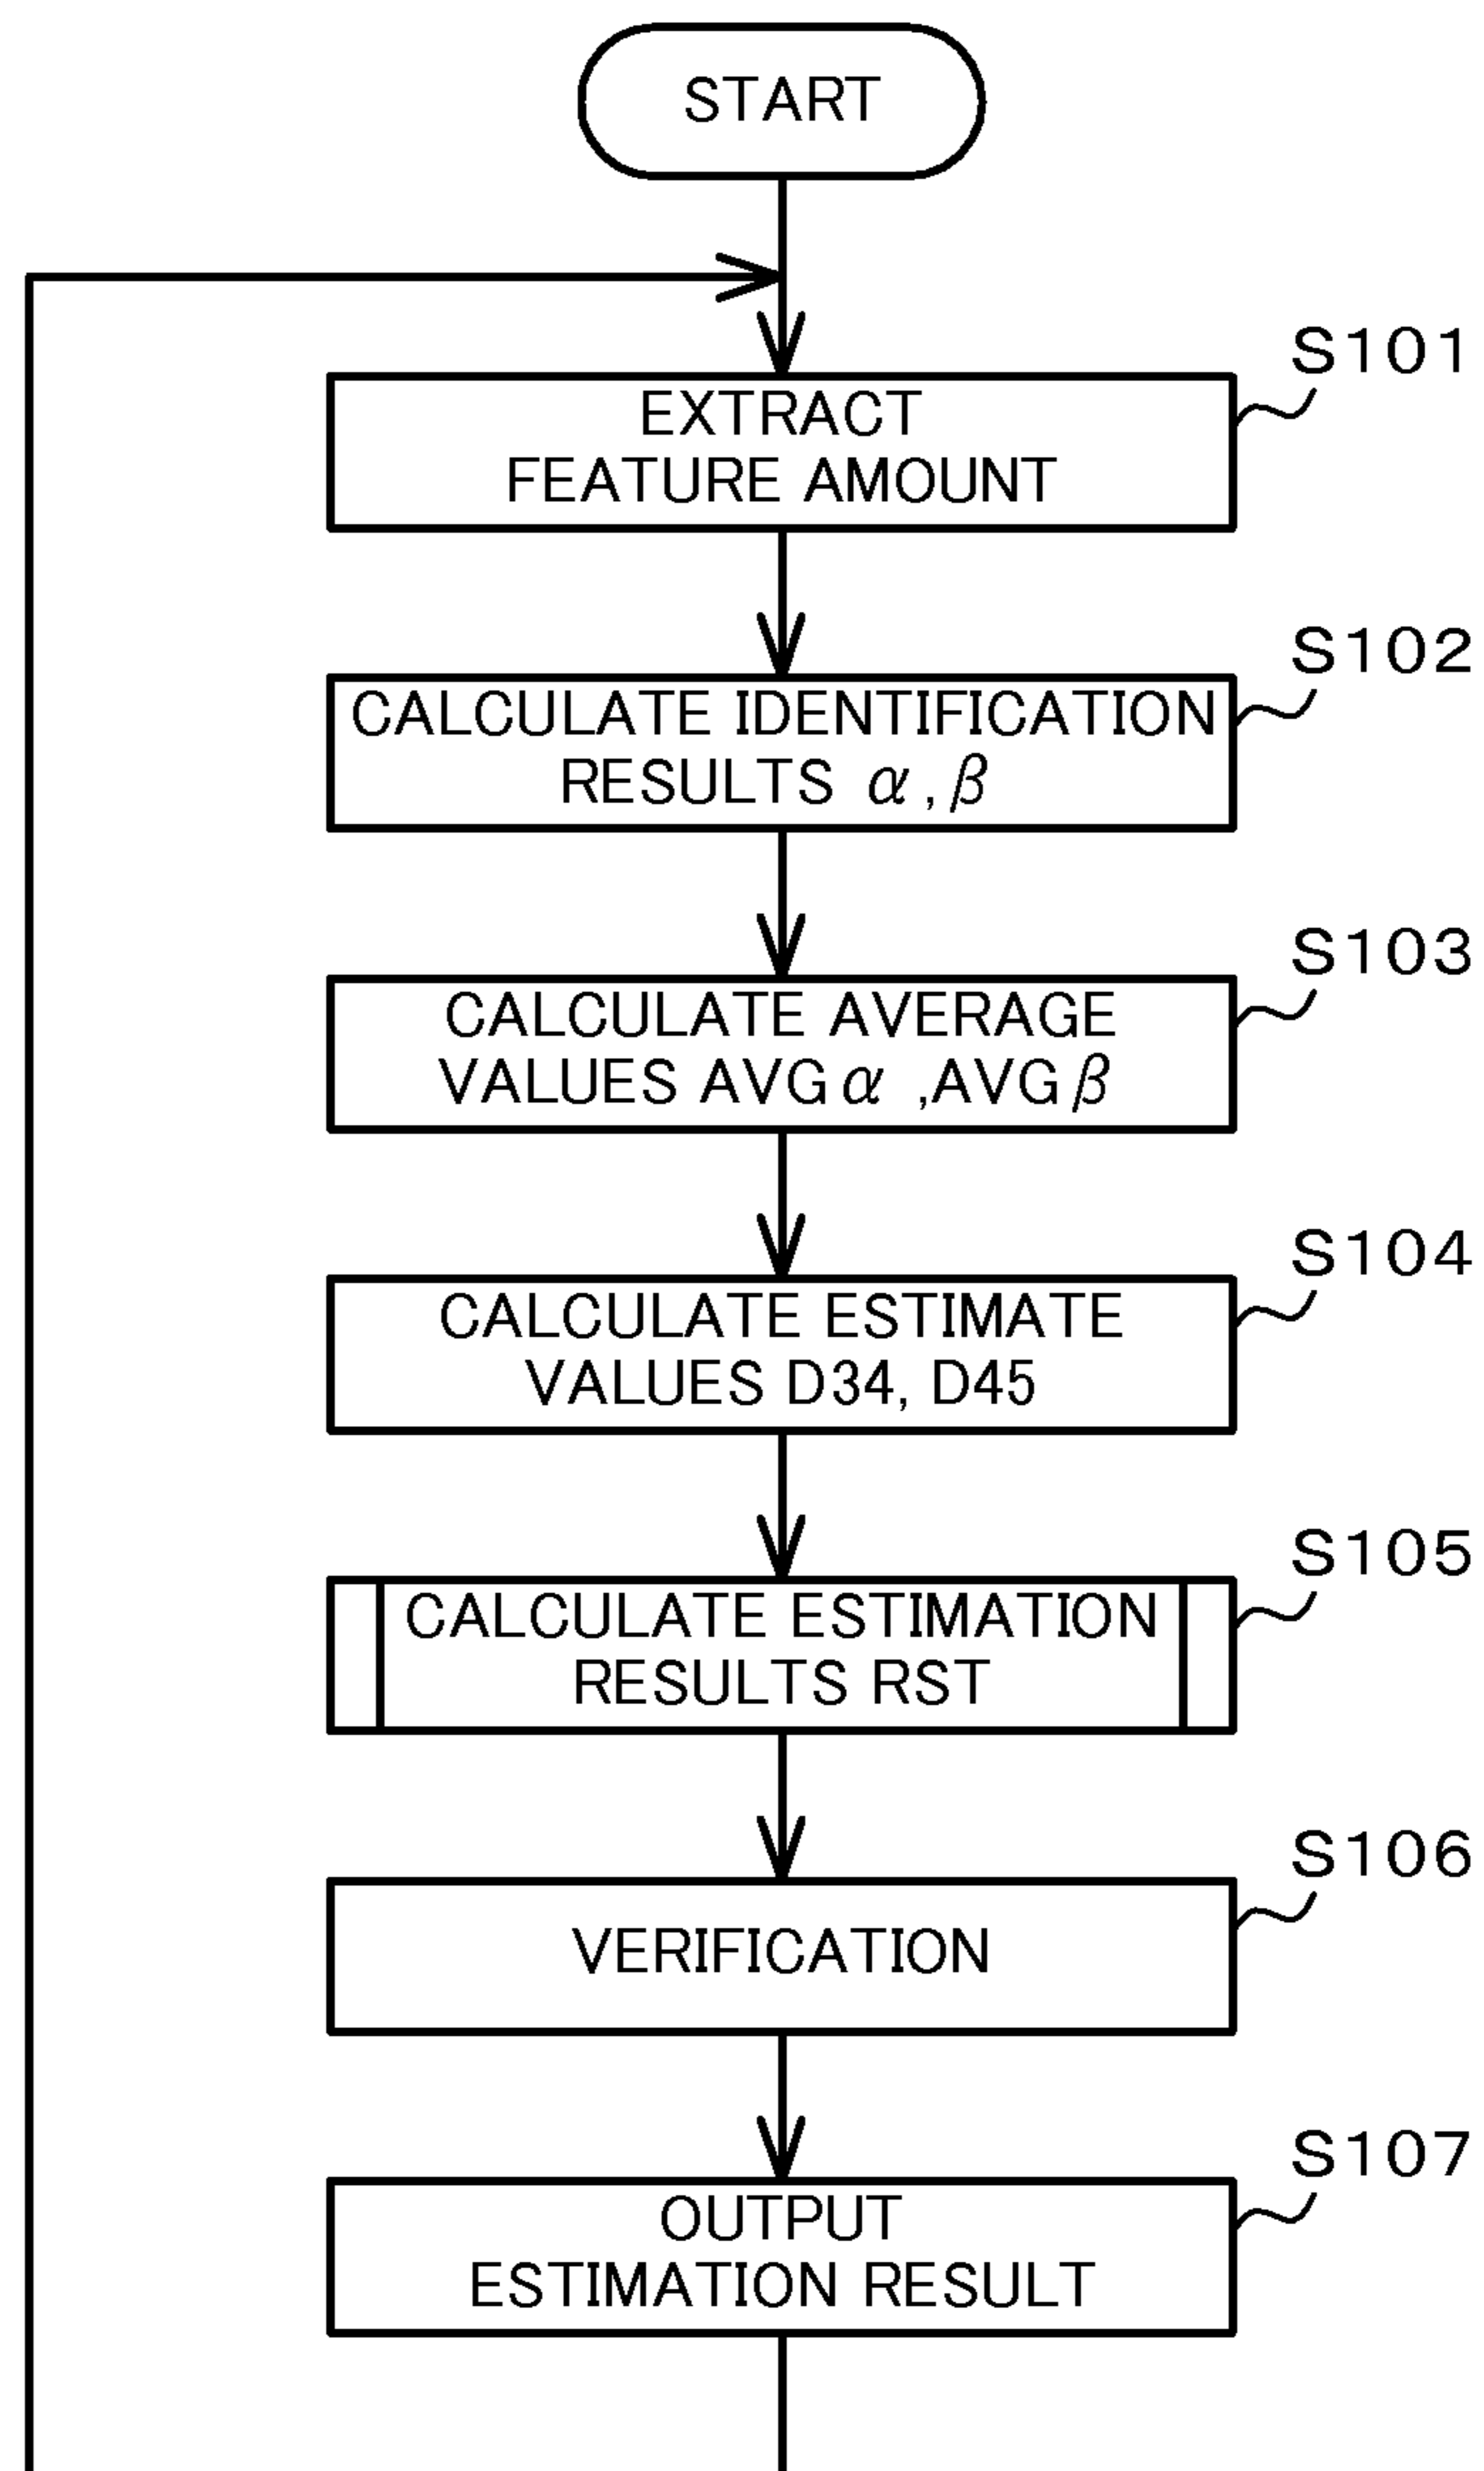 START
S101
EXTRACT
FEATURE AMOUNT
S102
CALCULATE IDENTIFICATION
RESULTS α,β
S103
CALCULATE AVERAGE
VALUES AVGα ,AVGβ
S104
CALCULATE ESTIMATE
VALUES D34, D45
S105
CALCULATE ESTIMATION
RESULTS RST
S106
VERIFICATION
S107
OUTPUT
ESTIMATION RESULT